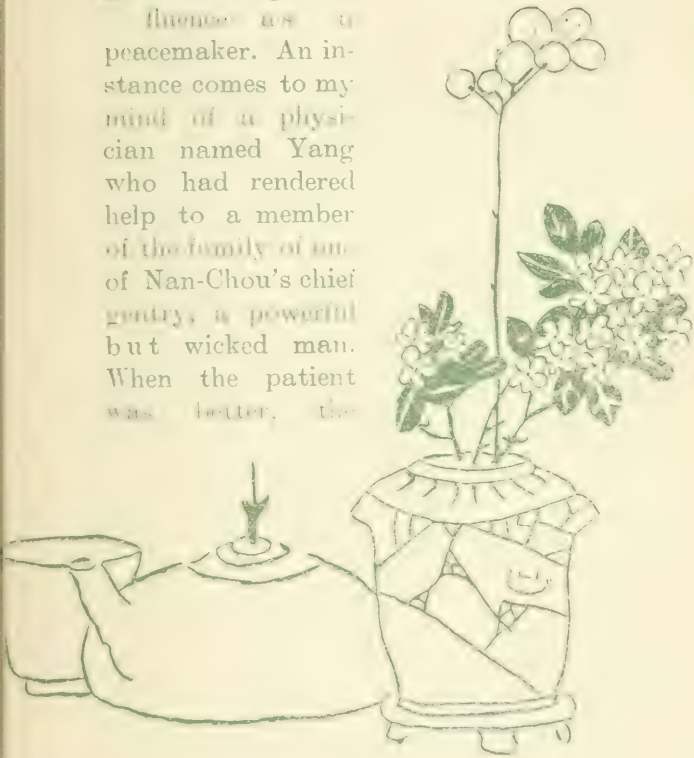 fluence as a
peacemaker. An in-
stance comes to my
mind of a physi-
cian named Yang
who had rendered
help to a member
of the family of one
of Nan-Chou's chief
gentry, a powerful
but wicked man.
When the patient
was better, the